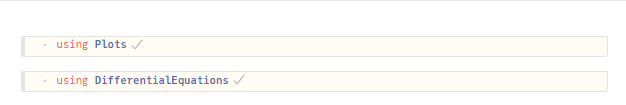 using Plots ✓
using DifferentialEquations ✓